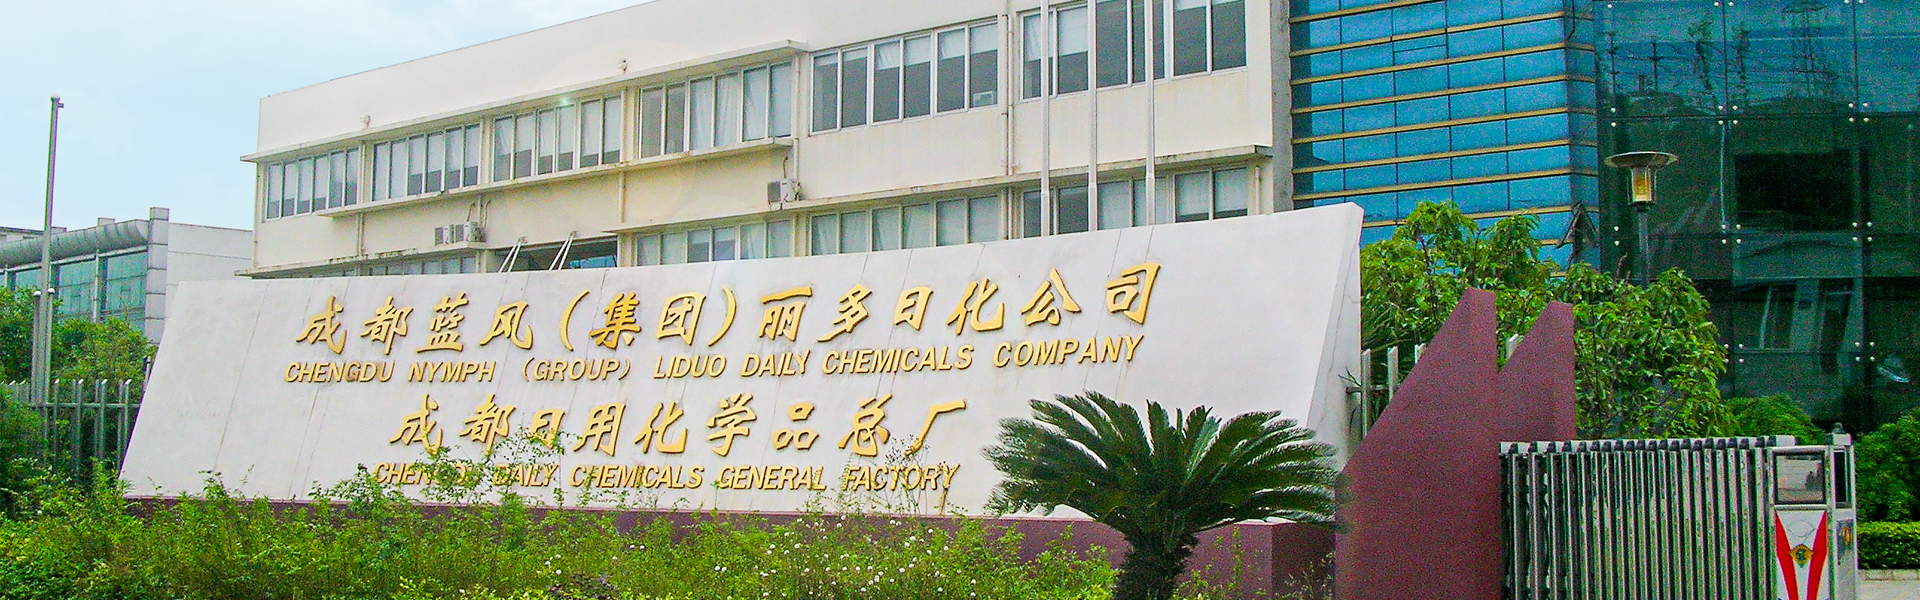 成都蓝风(集团)丽多日化公司
CHENGDU NYMPH (GROUP) LIDUO DAILY CHEMICALS COMPANY
成都日用化学品总厂
CHENGDU DAILY CHEMICALS GENERAL FACTORY